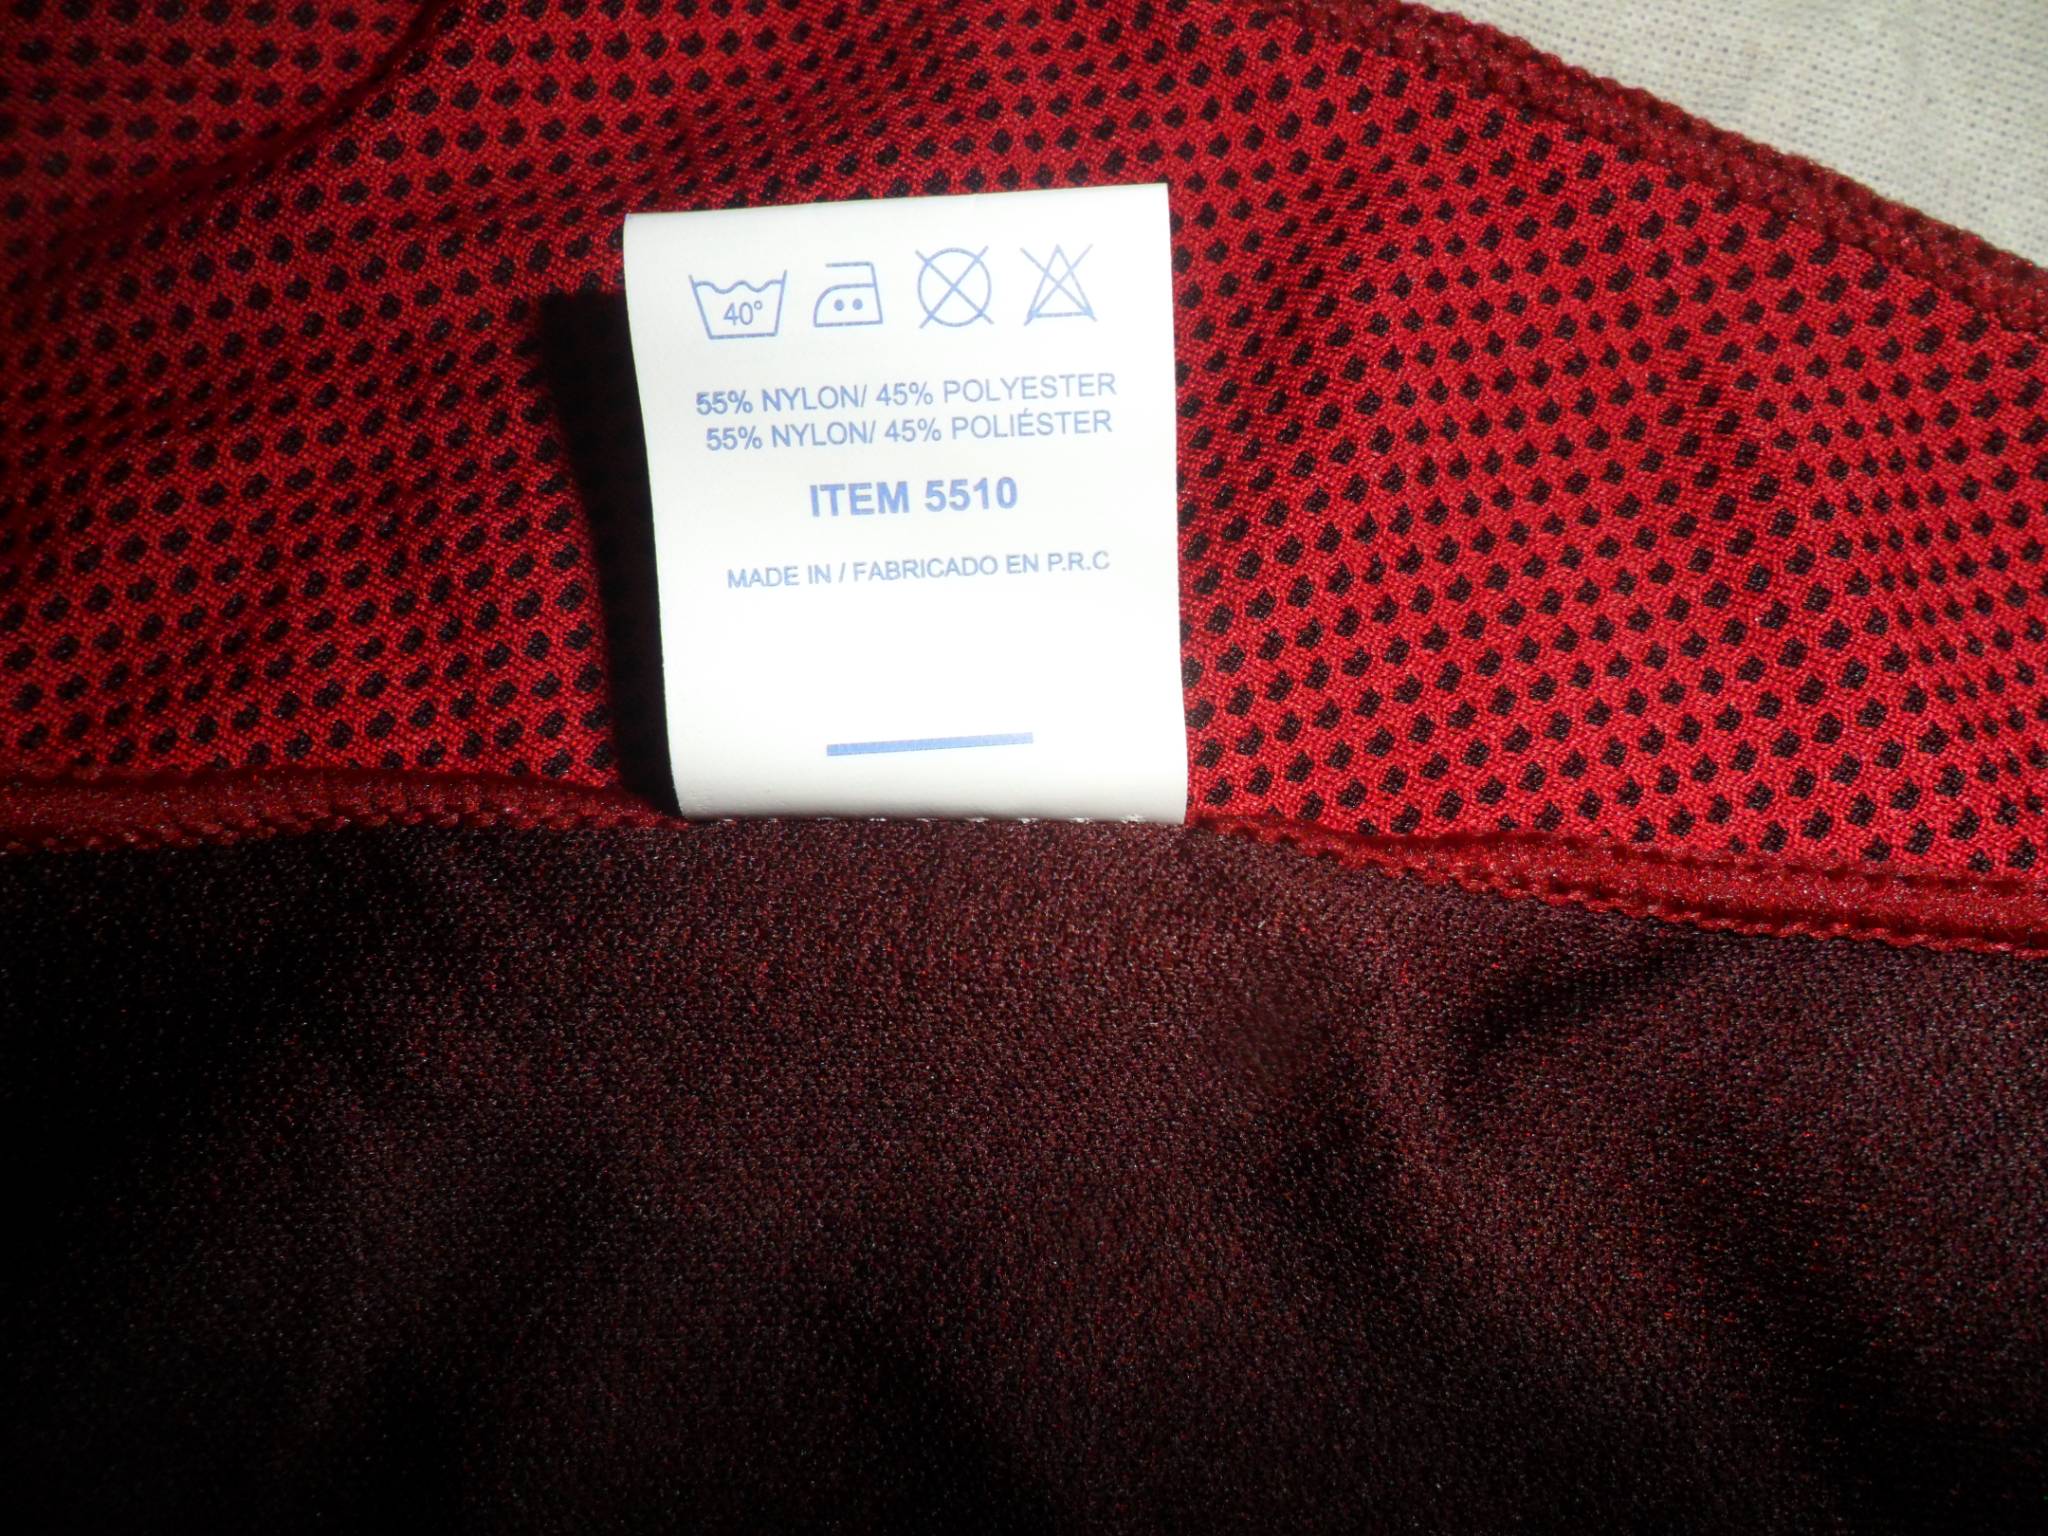 40°
55% NYLON/ 45% POLYESTER
55% NYLON/ 45% POLIÉSTER
ITEM 5510
MADE IN / FABRICADO EN P.R.C